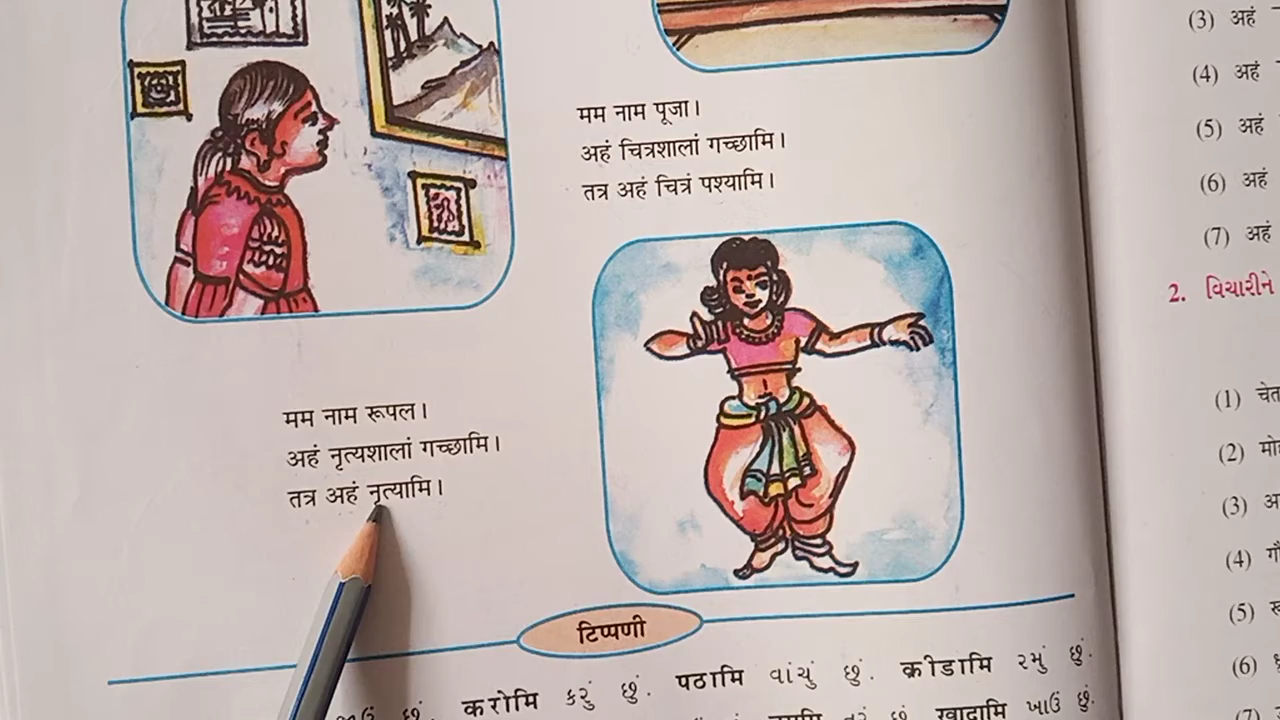 मम नाम पूजा।
अहं चित्रशालां गच्छामि।
तत्र अहं चित्रं पश्यामि।
मम नाम रूपल।
अहं नृत्यशालां गच्छामि।
तत्र अहं नृत्यामि।
टिप्पणी
છું. करोमि કરું છું. पठामि વાંચું છું. क्रीडामि રમું છું.
છું. खादामि ખાઉં છું.
(3) अहं
(4) अहं
(5) अहं
(6) अहं
(7) अहं
2. વિચારીને
(1)
(2)
(3)
(4)
(5)
(6)
(7)